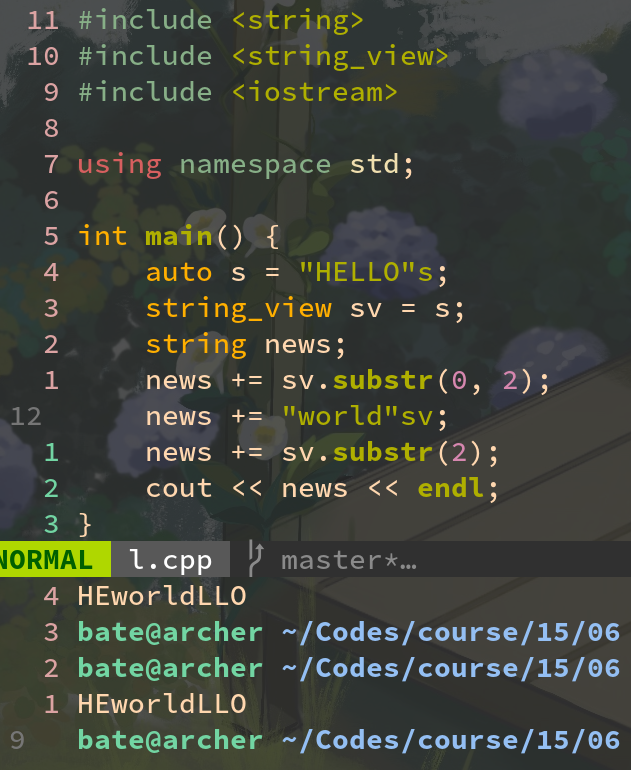 11 #include <string>
10 #include <string_view>
9 #include <iostream>
8
7 using namespace std;
6
5 int main() {
4     auto s = "HELLO"s;
3     string_view sv = s;
2     string news;
1     news += sv.substr(0, 2);
12     news += "world"sv;
1     news += sv.substr(2);
2     cout << news << endl;
3 }
NORMAL l.cpp master*…
4 HEworldLLO
3 bate@archer ~/Codes/course/15/06
2 bate@archer ~/Codes/course/15/06
1 HEworldLLO
9 bate@archer ~/Codes/course/15/06